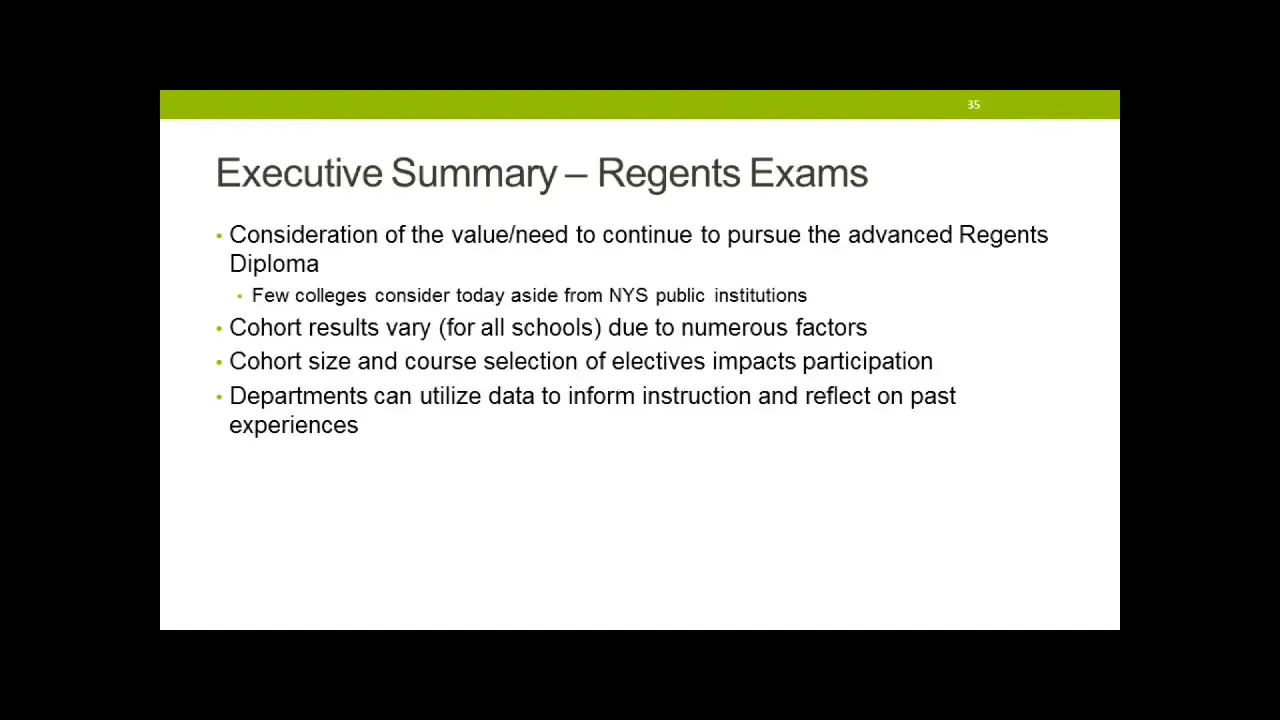 35
Executive Summary – Regents Exams
• Consideration of the value/need to continue to pursue the advanced Regents
Diploma
• Few colleges consider today aside from NYS public institutions
• Cohort results vary (for all schools) due to numerous factors
• Cohort size and course selection of electives impacts participation
• Departments can utilize data to inform instruction and reflect on past
experiences